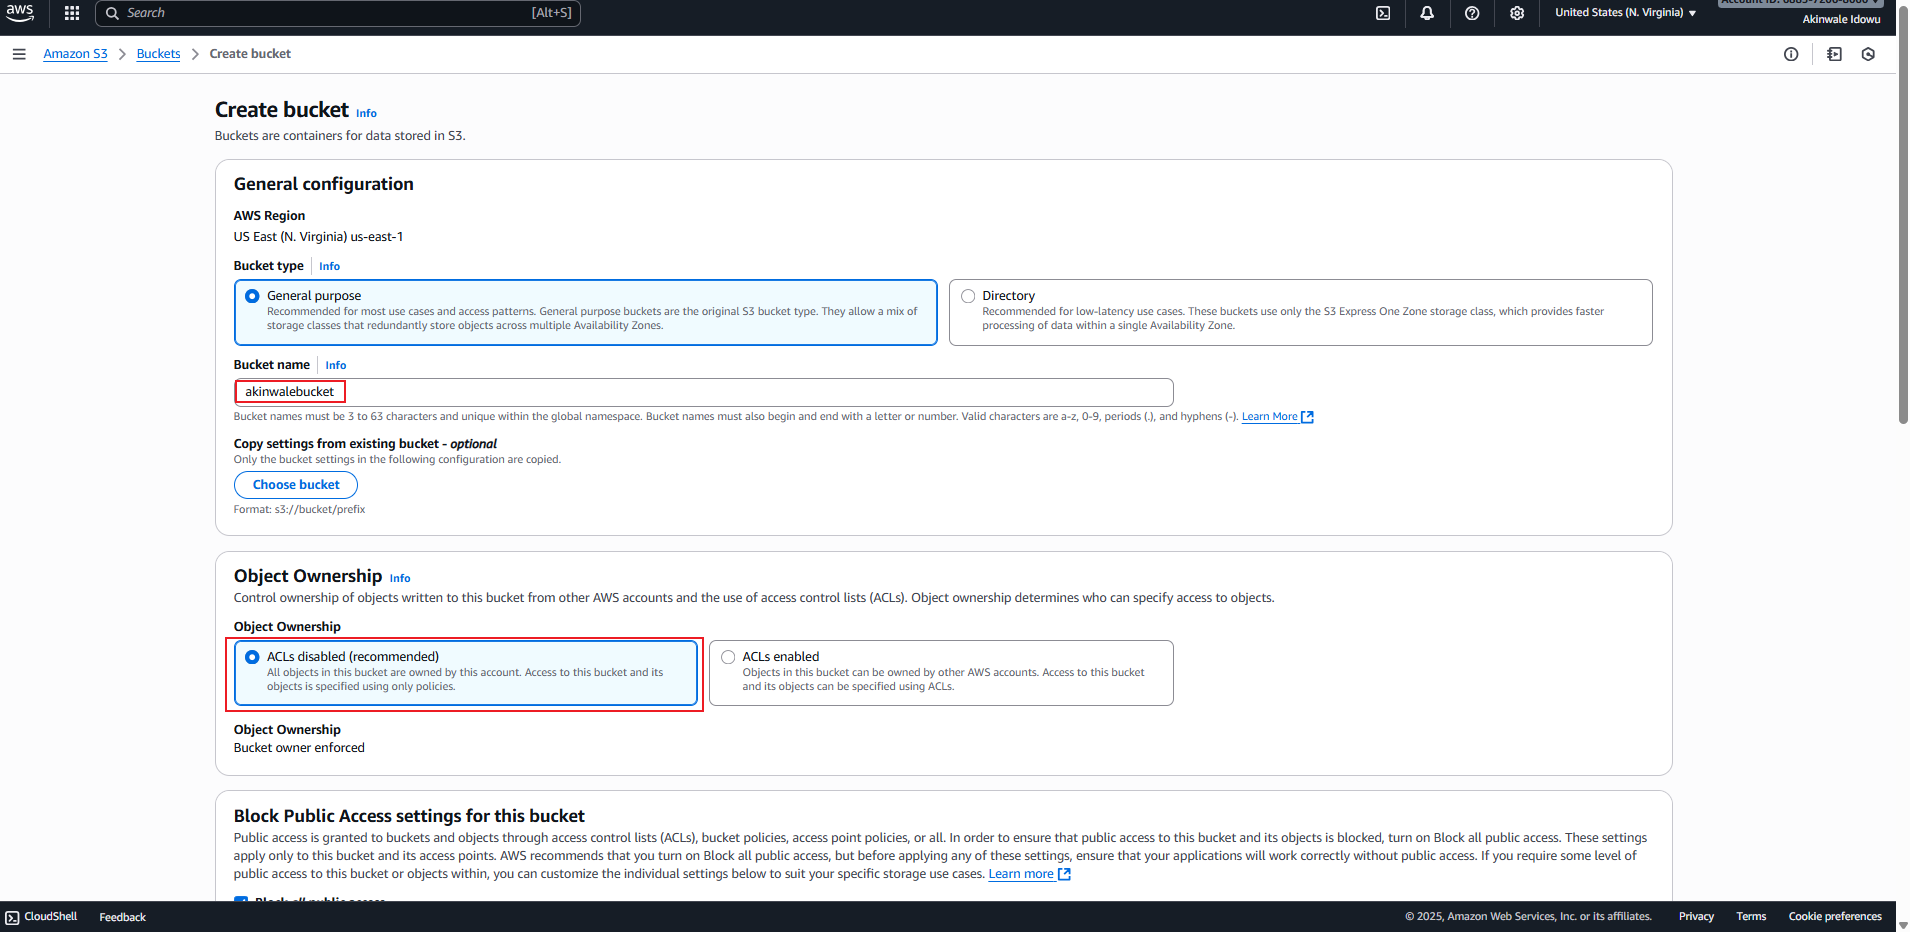 aws
Search [Alt+S]
United States (N. Virginia)
Akinwale Idowu
Amazon S3 > Buckets > Create bucket
Create bucket Info
Buckets are containers for data stored in S3.
General configuration
AWS Region
US East (N. Virginia) us-east-1
Bucket type Info
General purpose
Recommended for most use cases and access patterns. General purpose buckets are the original S3 bucket type. They allow a mix of
storage classes that redundantly store objects across multiple Availability Zones.
Directory
Recommended for low-latency use cases. These buckets use only the S3 Express One Zone storage class, which provides faster
processing of data within a single Availability Zone.
Bucket name Info
akinwalebucket
Bucket names must be 3 to 63 characters and unique within the global namespace. Bucket names must also begin and end with a letter or number. Valid characters are a-z, 0-9, periods (.), and hyphens (-). Learn More
Copy settings from existing bucket - optional
Only the bucket settings in the following configuration are copied.
Choose bucket
Format: s3://bucket/prefix
Object Ownership Info
Control ownership of objects written to this bucket from other AWS accounts and the use of access control lists (ACLs). Object ownership determines who can specify access to objects.
Object Ownership
ACLs disabled (recommended)
All objects in this bucket are owned by this account. Access to this bucket and its
objects is specified using only policies.
ACLs enabled
Objects in this bucket can be owned by other AWS accounts. Access to this bucket
and its objects can be specified using ACLs.
Object Ownership
Bucket owner enforced
Block Public Access settings for this bucket
Public access is granted to buckets and objects through access control lists (ACLs), bucket policies, access point policies, or all. In order to ensure that public access to this bucket and its objects is blocked, turn on Block all public access. These settings
apply only to this bucket and its access points. AWS recommends that you turn on Block all public access, but before applying any of these settings, ensure that your applications will work correctly without public access. If you require some level of
public access to this bucket or objects within, you can customize the individual settings below to suit your specific storage use cases. Learn more
Block all public access
CloudShell Feedback © 2025, Amazon Web Services, Inc. or its affiliates. Privacy Terms Cookie preferences